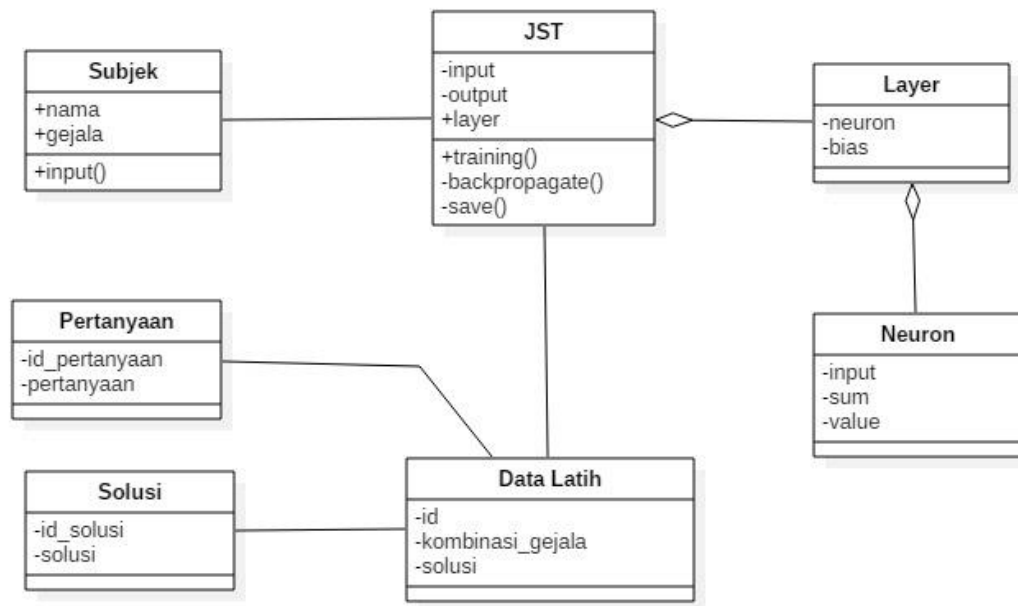 Subjek
+nama
+gejala
+input()
JST
-input
-output
+layer
+training()
-backpropagate()
-save()
Layer
-neuron
-bias
Pertanyaan
-id_pertanyaan
-pertanyaan
Neuron
-input
-sum
-value
Solusi
-id_solusi
-solusi
Data Latih
-id
-kombinasi_gejala
-solusi